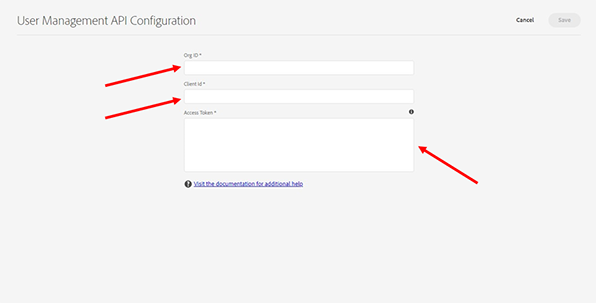 User Management API Configuration
Cancel
Save
Org ID *
Client Id *
Access Token *
Visit the documentation for additional help